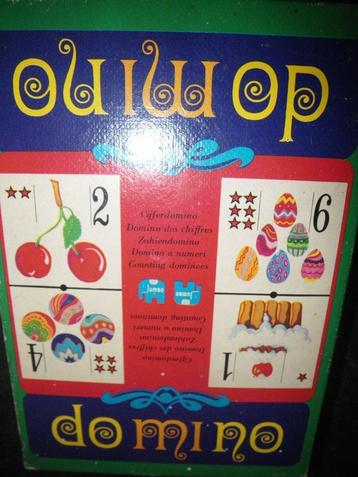 domino
2
6
Cijferdomino
Domino des chiffres
Zahlendomino
Domino a numeri
Counting dominoes
Jumbo
Jumbo
Counting dominoes
Domino a numeri
Zahlendomino
Domino des chiffres
Cijferdomino
4
1
domino